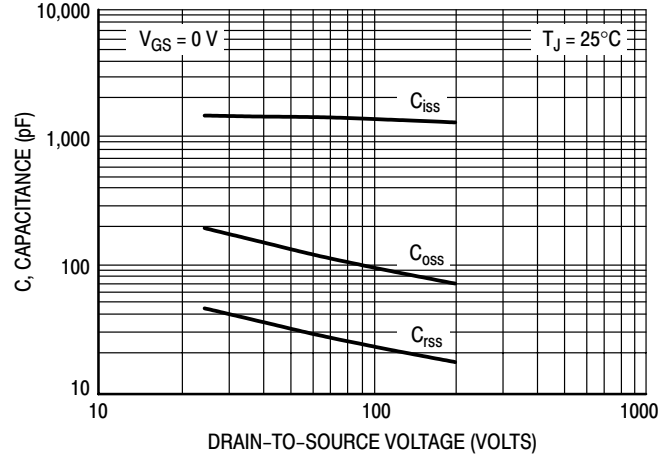 10,000
V_GS = 0 V
T_J = 25°C
C_iss
1,000
C, CAPACITANCE (pF)
100
C_oss
C_rss
10
10
100
1000
DRAIN–TO–SOURCE VOLTAGE (VOLTS)